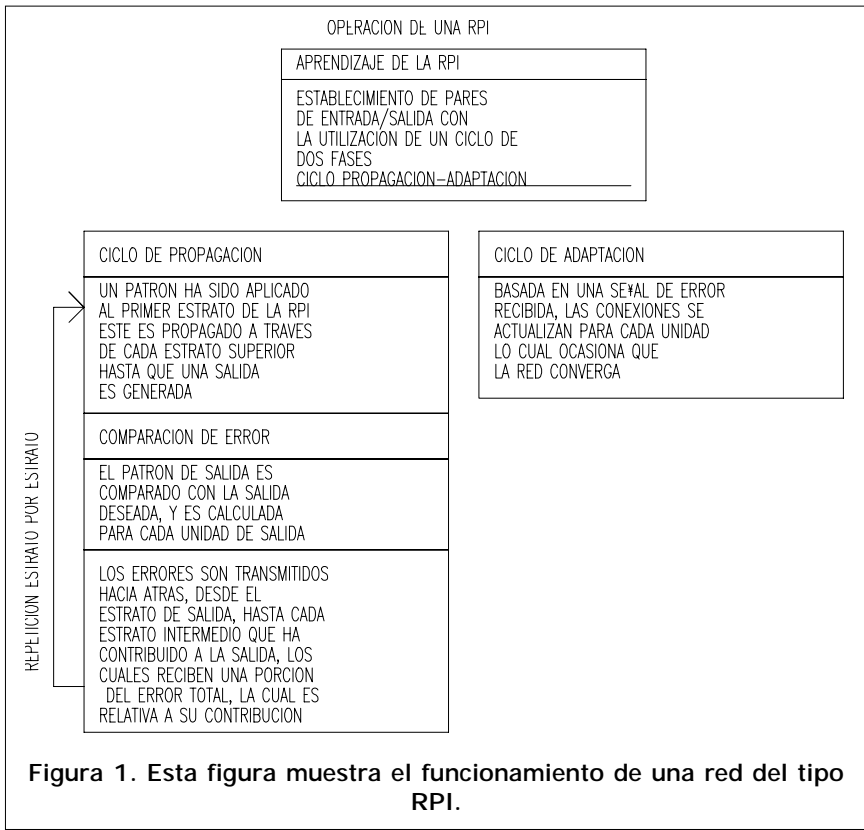 OPERACION DE UNA RPI
APRENDIZAJE DE LA RPI
ESTABLECIMIENTO DE PARES
DE ENTRADA/SALIDA CON
LA UTILIZACION DE UN CICLO DE
DOS FASES
CICLO PROPAGACION-ADAPTACION
CICLO DE PROPAGACION
UN PATRON HA SIDO APLICADO
AL PRIMER ESTRATO DE LA RPI
ESTE ES PROPAGADO A TRAVES
DE CADA ESTRATO SUPERIOR
HASTA QUE UNA SALIDA
ES GENERADA
COMPARACION DE ERROR
EL PATRON DE SALIDA ES
COMPARADO CON LA SALIDA
DESEADA, Y ES CALCULADA
PARA CADA UNIDAD DE SALIDA
LOS ERRORES SON TRANSMITIDOS
HACIA ATRAS, DESDE EL
ESTRATO DE SALIDA, HASTA CADA
ESTRATO INTERMEDIO QUE HA
CONTRIBUIDO A LA SALIDA, LOS
CUALES RECIBEN UNA PORCION
DEL ERROR TOTAL, LA CUAL ES
RELATIVA A SU CONTRIBUCION
REPETICION ESTRATO POR ESTRATO
CICLO DE ADAPTACION
BASADA EN UNA SE¥AL DE ERROR
RECIBIDA, LAS CONEXIONES SE
ACTUALIZAN PARA CADA UNIDAD
LO CUAL OCASIONA QUE
LA RED CONVERGA
Figura 1. Esta figura muestra el funcionamiento de una red del tipo
RPI.